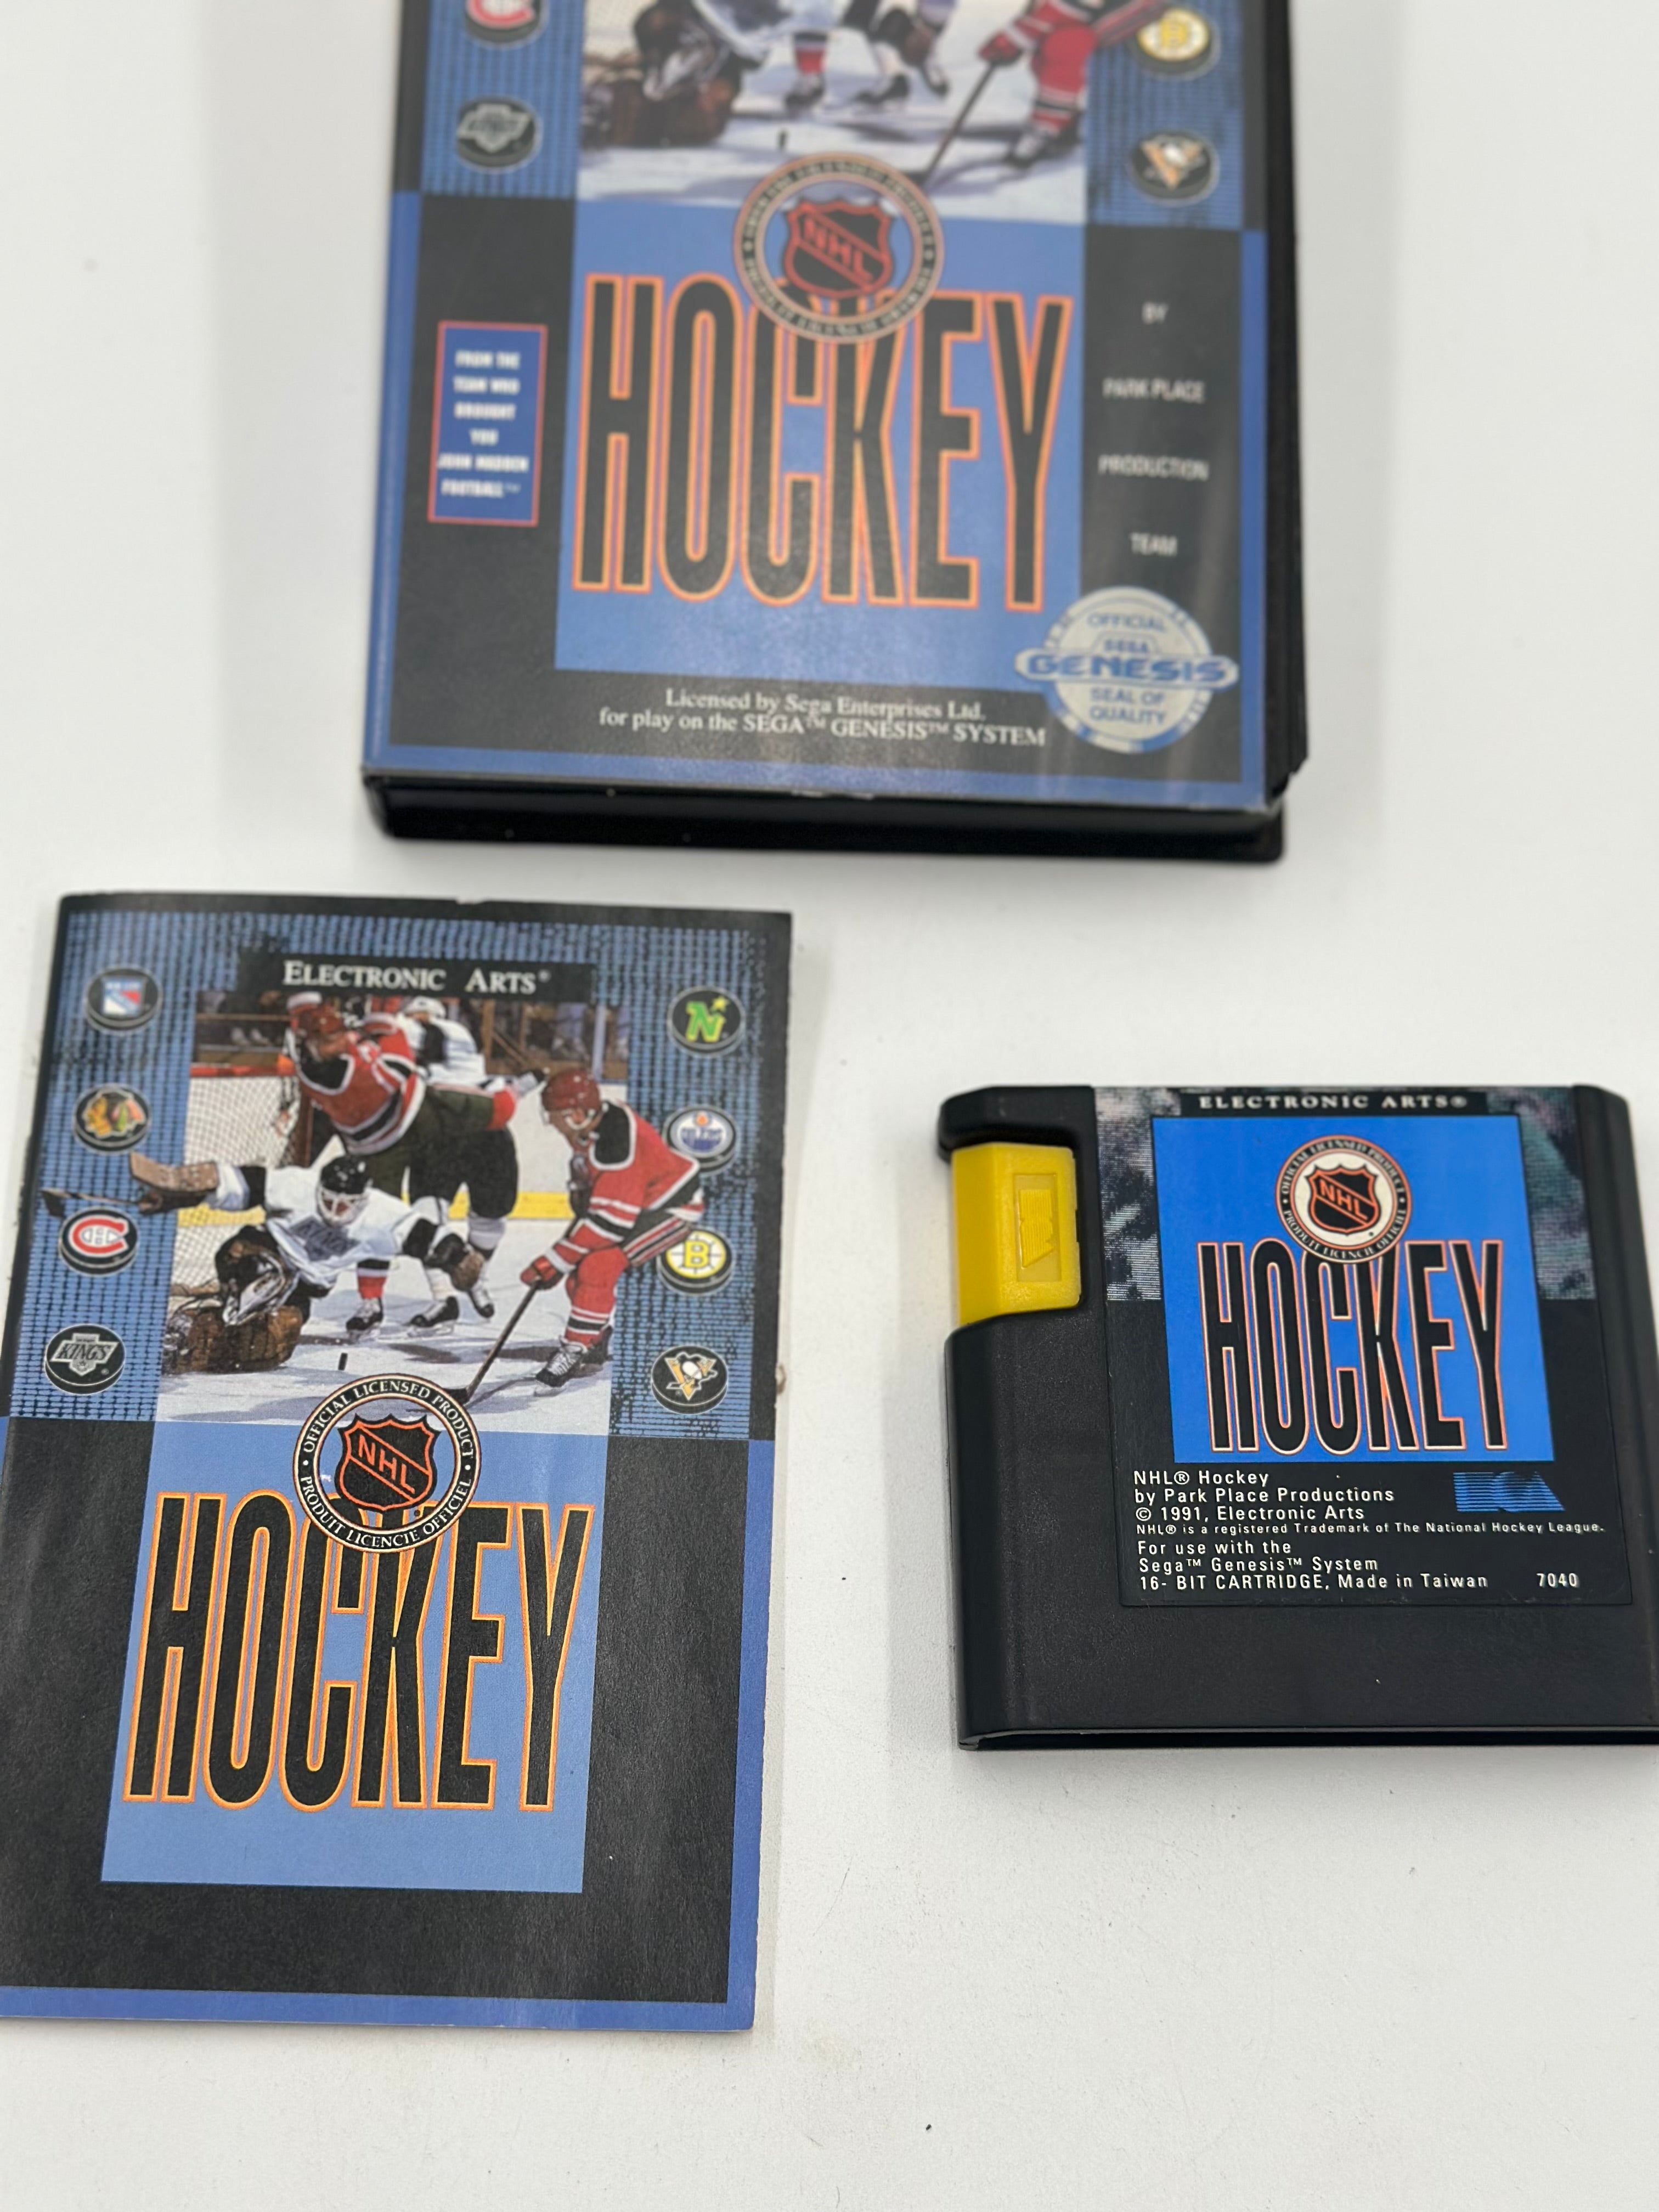 NHL
HOCKEY
FROM THE
TEAM WHO
BROUGHT
YOU
JOHN MADDEN
FOOTBALL™
BY
PARK PLACE
PRODUCTION
TEAM
OFFICIAL
SEGA
GENESIS
SEAL OF
QUALITY
Licensed by Sega Enterprises Ltd.
for play on the SEGA™ GENESIS™ SYSTEM
ELECTRONIC ARTS®
KINGS
B
OFFICIAL LICENSED PRODUCT
NHL
PRODUIT LICENCIE OFFICIEL
HOCKEY
ELECTRONIC ARTS®
OFFICIAL LICENSED PRODUCT
NHL
PRODUIT LICENCIE OFFICIEL
HOCKEY
NHL® Hockey
by Park Place Productions
© 1991, Electronic Arts
NHL® is a registered Trademark of The National Hockey League.
For use with the
Sega™ Genesis™ System
16- BIT CARTRIDGE, Made in Taiwan 7040
EA